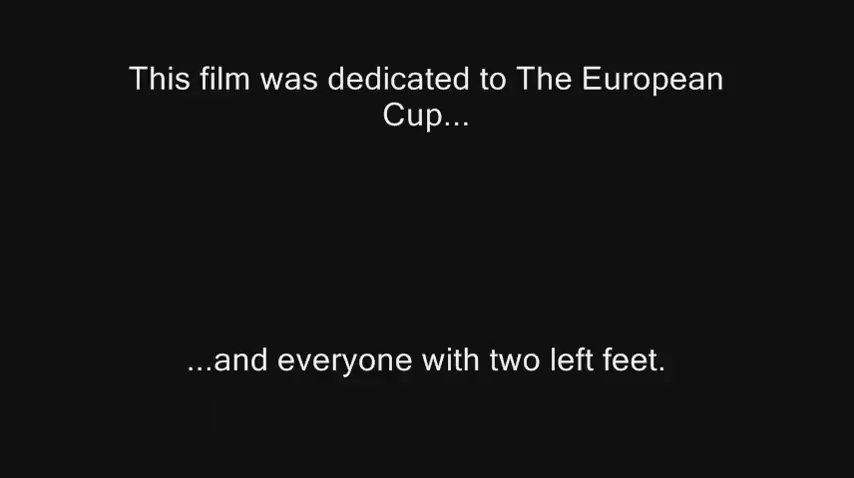 This film was dedicated to The European
Cup...
...and everyone with two left feet.